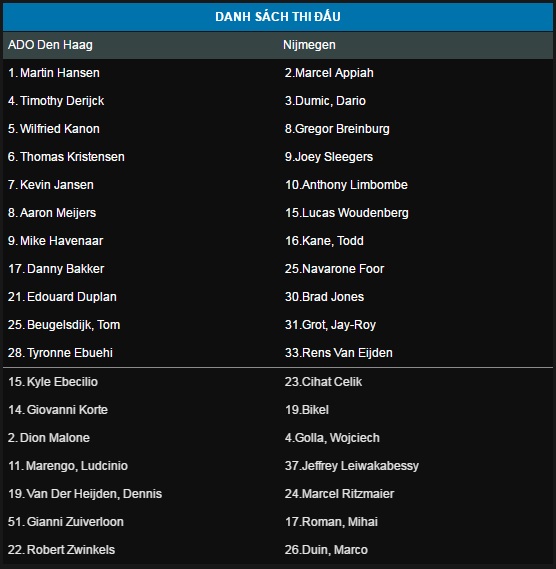 DANH SÁCH THI ĐẤU
ADO Den Haag Nijmegen
1. Martin Hansen 2.Marcel Appiah
4. Timothy Derijck 3.Dumic, Dario
5. Wilfried Kanon 8.Gregor Breinburg
6. Thomas Kristensen 9.Joey Sleegers
7. Kevin Jansen 10.Anthony Limbombe
8. Aaron Meijers 15.Lucas Woudenberg
9. Mike Havenaar 16.Kane, Todd
17. Danny Bakker 25.Navarone Foor
21. Edouard Duplan 30.Brad Jones
25. Beugelsdijk, Tom 31.Grot, Jay-Roy
28. Tyronne Ebuehi 33.Rens Van Eijden
15. Kyle Ebecilio 23.Cihat Celik
14. Giovanni Korte 19.Bikel
2. Dion Malone 4.Golla, Wojciech
11. Marengo, Ludcinio 37.Jeffrey Leiwakabessy
19. Van Der Heijden, Dennis 24.Marcel Ritzmaier
51. Gianni Zuiverloon 17.Roman, Mihai
22. Robert Zwinkels 26.Duin, Marco